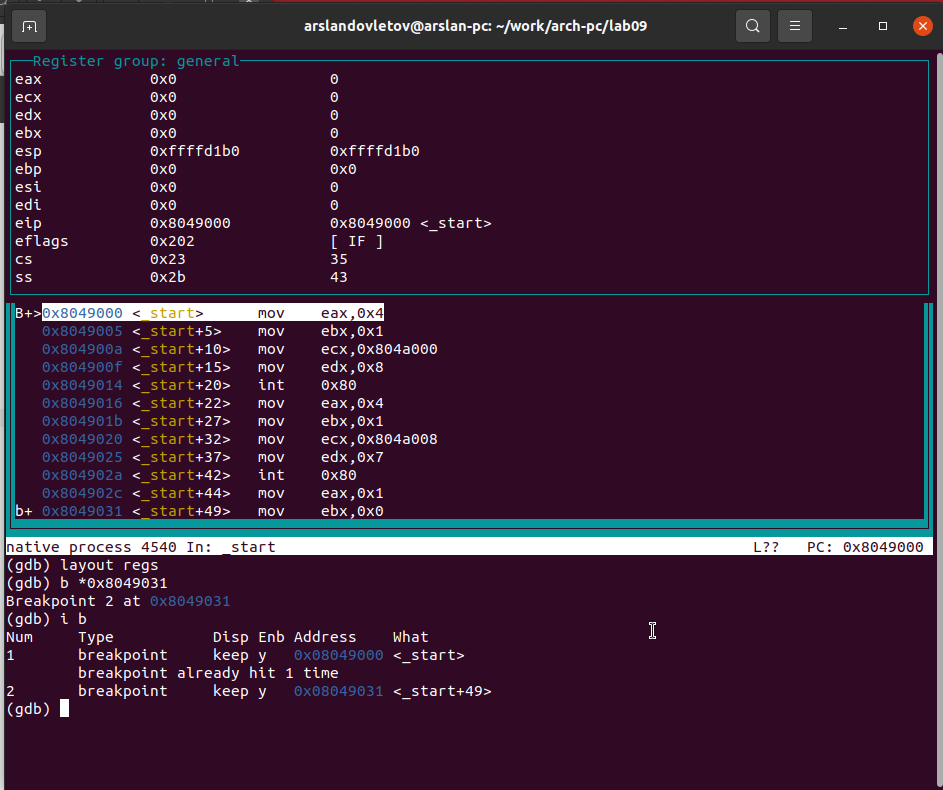 arslandovletov@arslan-pc: ~/work/arch-pc/lab09
Register group: general
eax 0x0 0
ecx 0x0 0
edx 0x0 0
ebx 0x0 0
esp 0xffffd1b0 0xffffd1b0
ebp 0x0 0x0
esi 0x0 0
edi 0x0 0
eip 0x8049000 0x8049000 <_start>
eflags 0x202 [ IF ]
cs 0x23 35
ss 0x2b 43
B+>0x8049000 <_start> mov eax,0x4
0x8049005 <_start+5> mov ebx,0x1
0x804900a <_start+10> mov ecx,0x804a000
0x804900f <_start+15> mov edx,0x8
0x8049014 <_start+20> int 0x80
0x8049016 <_start+22> mov eax,0x4
0x804901b <_start+27> mov ebx,0x1
0x8049020 <_start+32> mov ecx,0x804a008
0x8049025 <_start+37> mov edx,0x7
0x804902a <_start+42> int 0x80
0x804902c <_start+44> mov eax,0x1
b+ 0x8049031 <_start+49> mov ebx,0x0
native process 4540 In: _start L?? PC: 0x8049000
(gdb) layout regs
(gdb) b *0x8049031
Breakpoint 2 at 0x8049031
(gdb) i b
Num Type Disp Enb Address What
1 breakpoint keep y 0x08049000 <_start>
breakpoint already hit 1 time
2 breakpoint keep y 0x08049031 <_start+49>
(gdb)